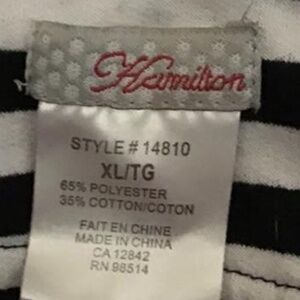 Hamilton
STYLE # 14810
XL/TG
65% POLYESTER
35% COTTON/COTON
FAIT EN CHINE
MADE IN CHINA
CA 12842
RN 98514